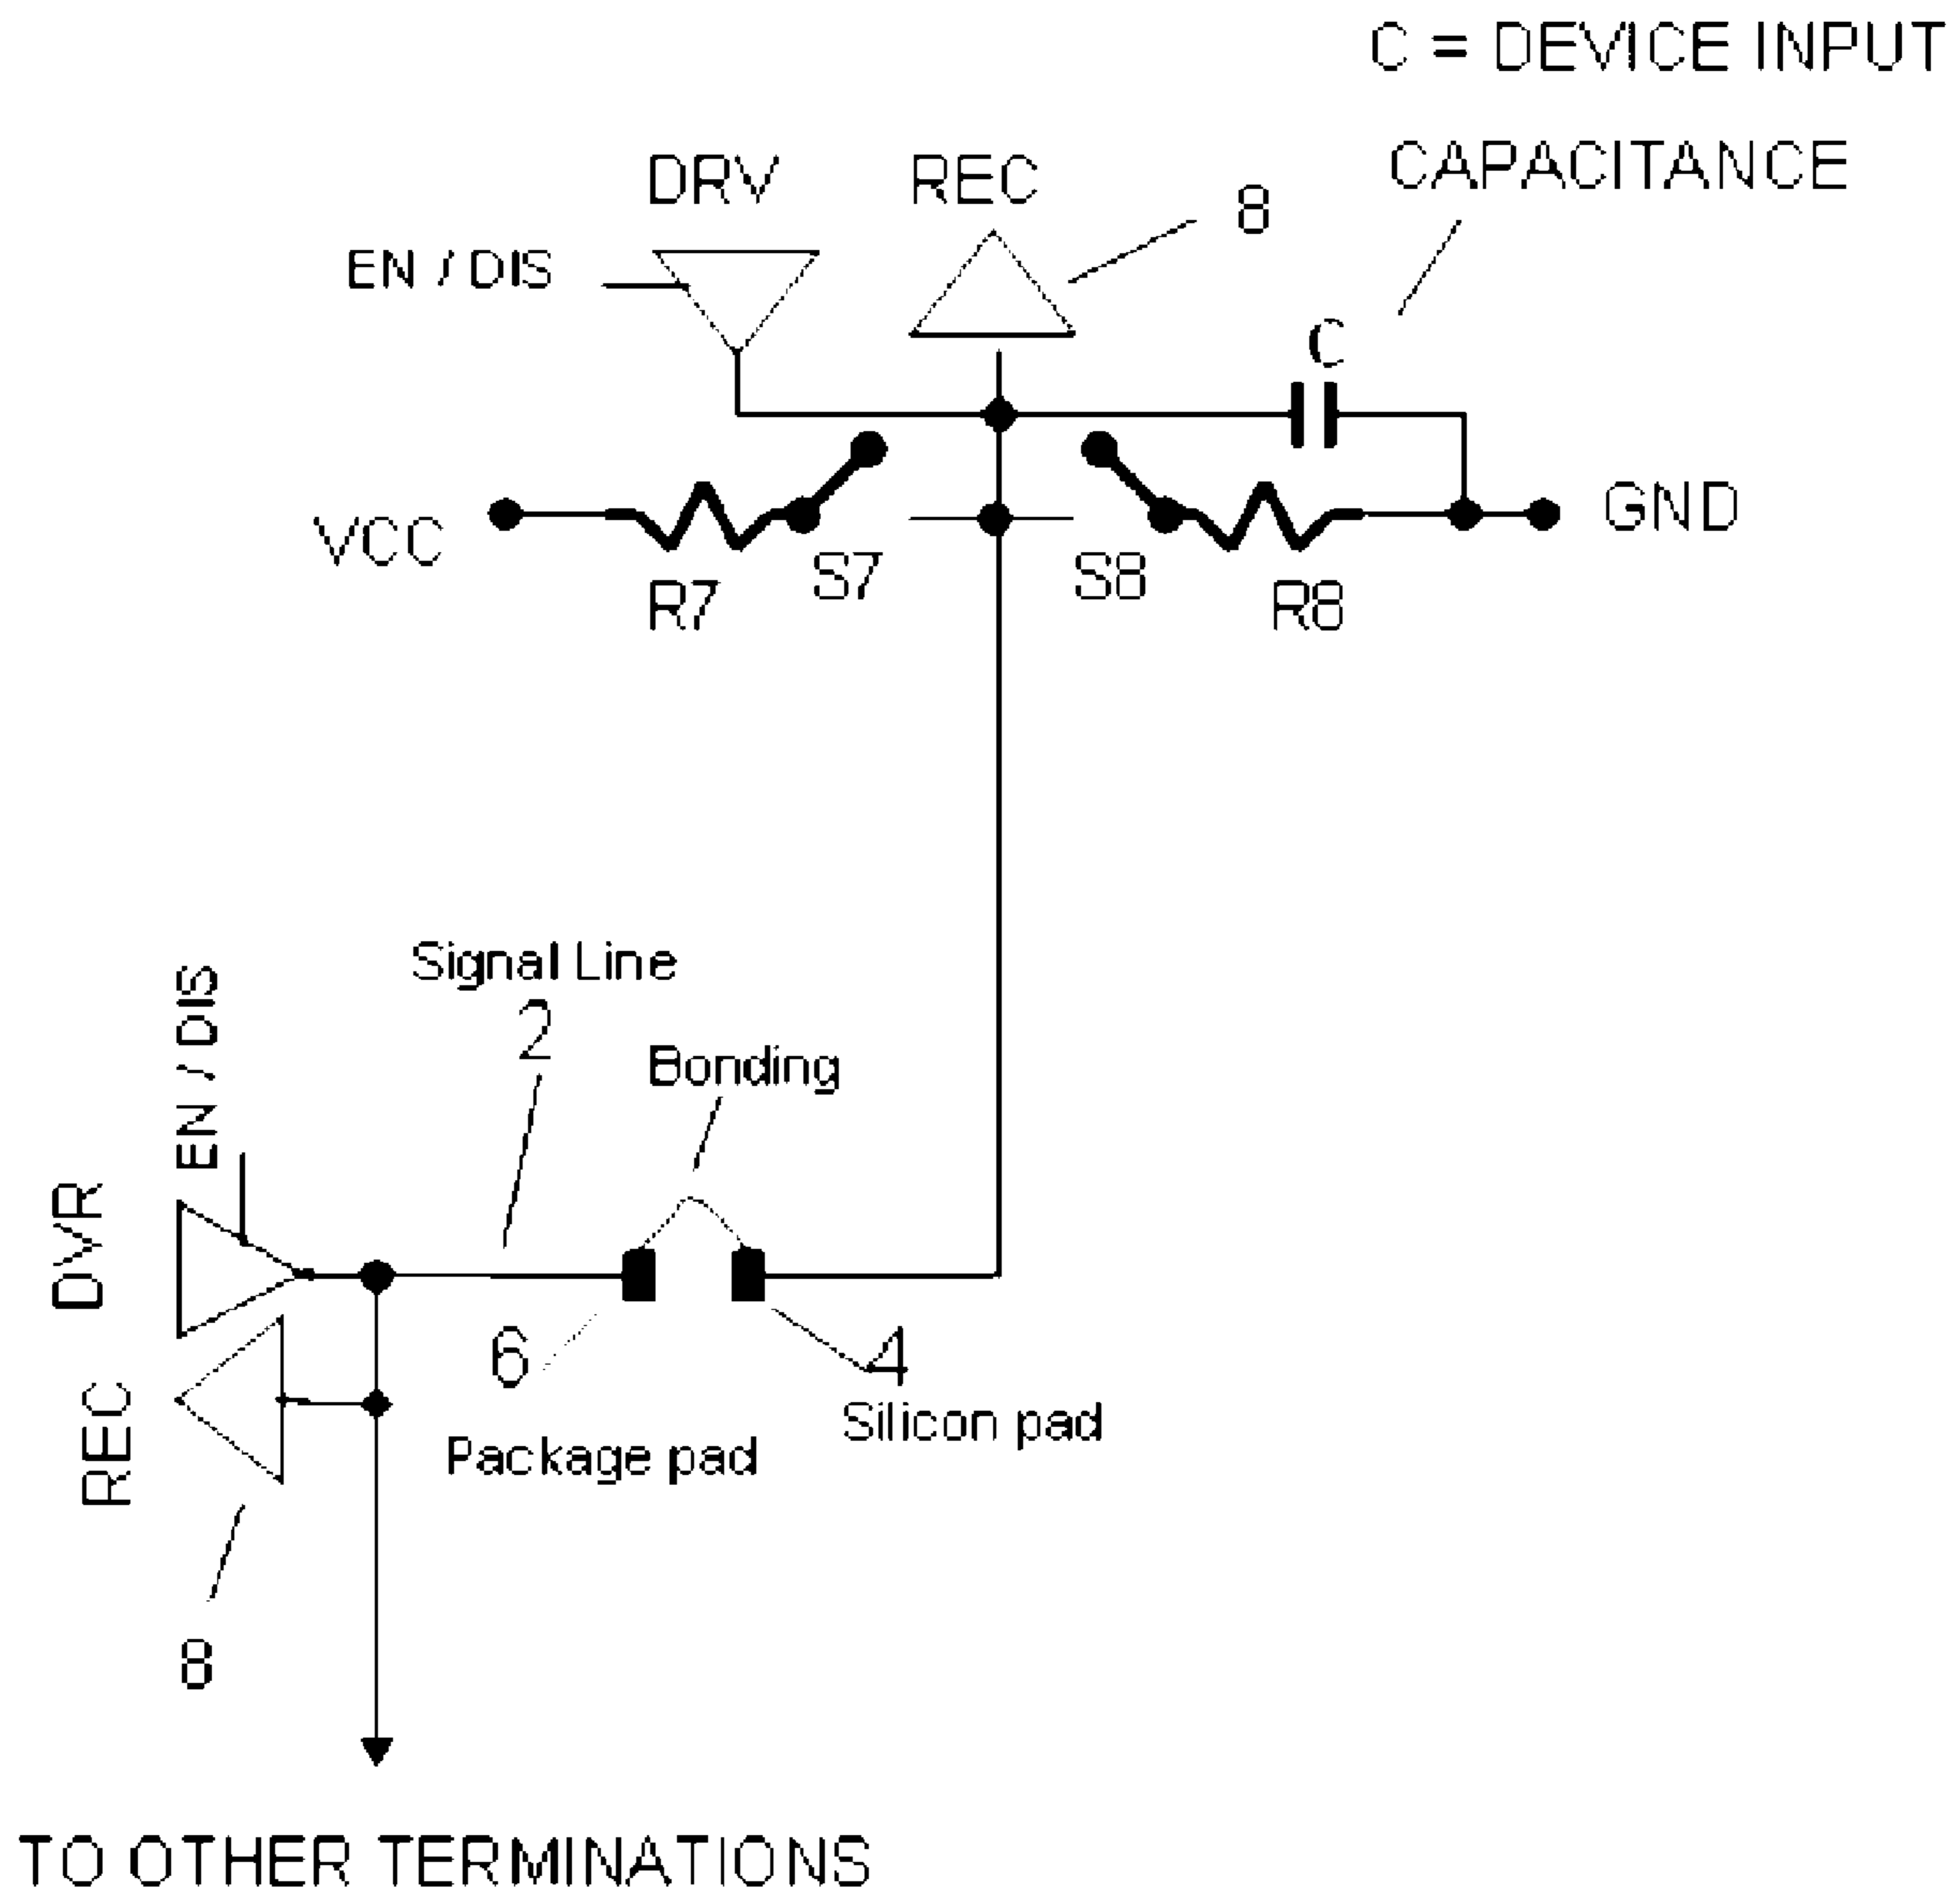 C = DEVICE INPUT
CAPACITANCE
DRV
REC
8
EN / DIS
C
VCC
GND
S7
S8
R7
R8
Signal Line
2
Bonding
EN / DIS
DVR
REC
6
4
Silicon pad
Package pad
8
TO OTHER TERMINATIONS